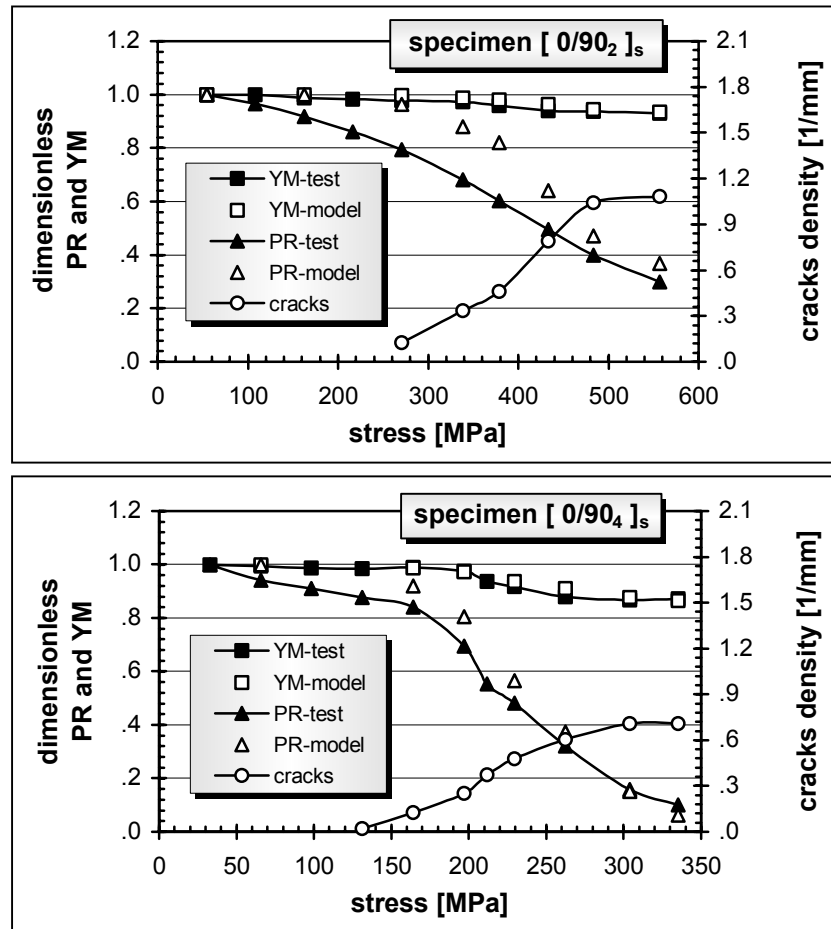 specimen [ 0/90₂ ]s
1.2
1.0
.8
.6
.4
.2
.0
2.1
1.8
1.5
1.2
.9
.6
.3
.0
dimensionless
PR and YM
cracks density [1/mm]
YM-test
YM-model
PR-test
PR-model
cracks
0 100 200 300 400 500 600
stress [MPa]
specimen [ 0/90₄ ]s
1.2
1.0
.8
.6
.4
.2
.0
2.1
1.8
1.5
1.2
.9
.6
.3
.0
dimensionless
PR and YM
cracks density [1/mm]
YM-test
YM-model
PR-test
PR-model
cracks
0 50 100 150 200 250 300 350
stress [MPa]